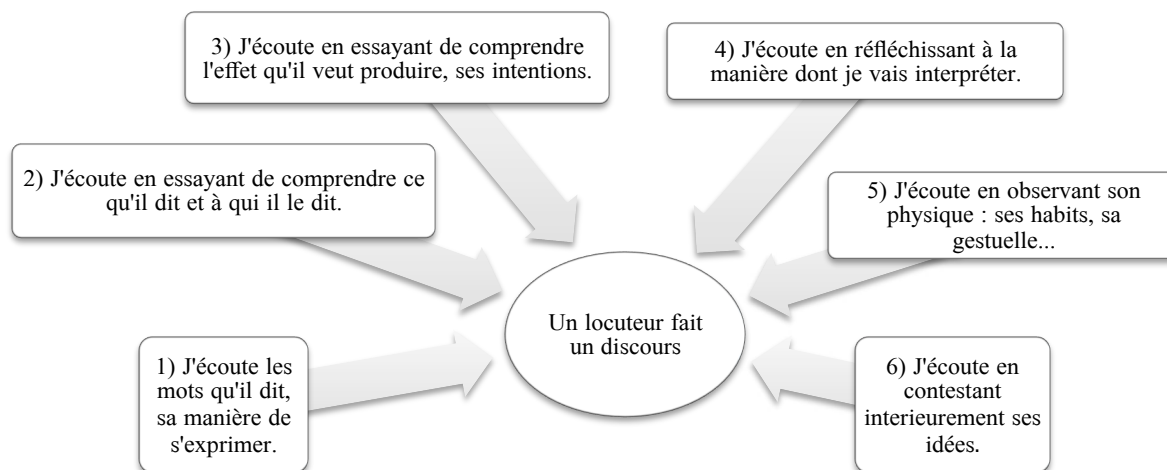 3) J'écoute en essayant de comprendre
l'effet qu'il veut produire, ses intentions.
4) J'écoute en réfléchissant à la
manière dont je vais interpréter.
2) J'écoute en essayant de comprendre ce
qu'il dit et à qui il le dit.
5) J'écoute en observant son
physique : ses habits, sa
gestuelle...
Un locuteur fait
un discours
1) J'écoute les
mots qu'il dit,
sa manière de
s'exprimer.
6) J'écoute en
contestant
interieurement ses
idées.